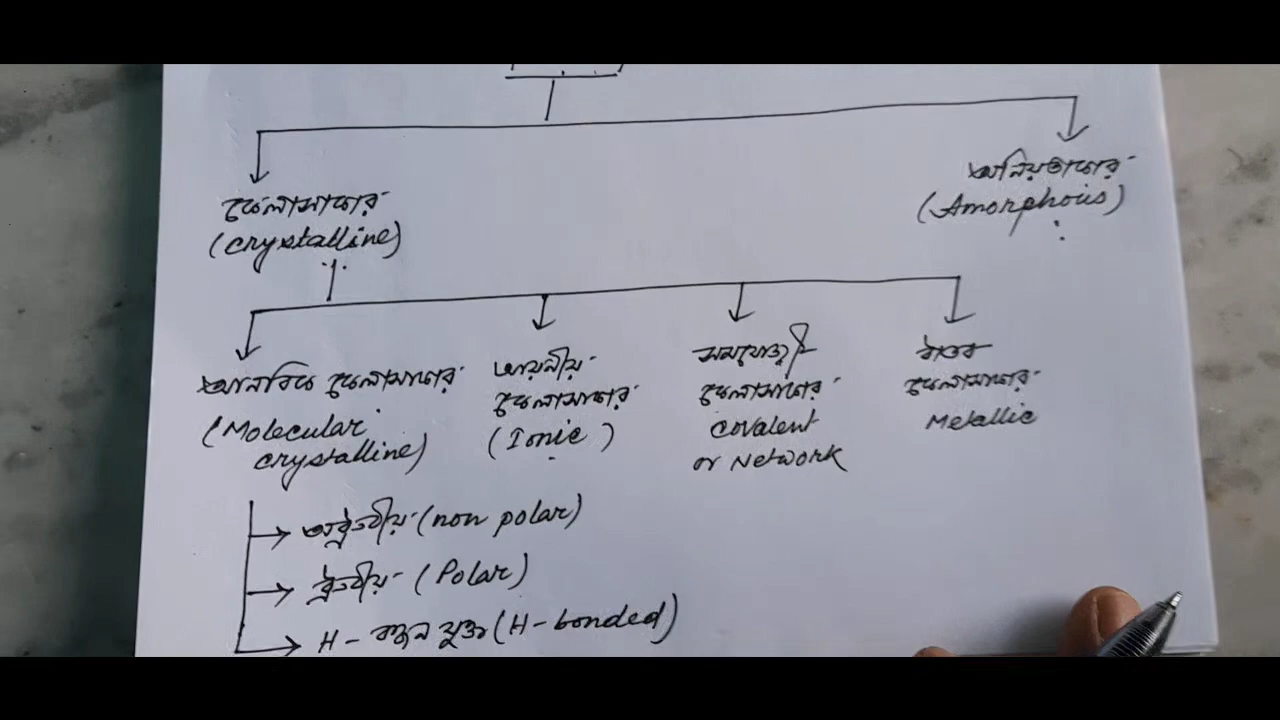 কেলাসাকার
(crystalline)
অনিয়তাকার
(Amorphous)
আনবিক কেলাসাকার
(Molecular
crystalline)
আয়নীয়
কেলাসাকার
(Ionic)
সমযোজী
কেলাসাকার
covalent
or Network
ধাতব
কেলাসাকার
Metallic
অধ্রুবীয় (non polar)
ধ্রুবীয় (Polar)
H - বন্ধন যুক্ত (H-bonded)